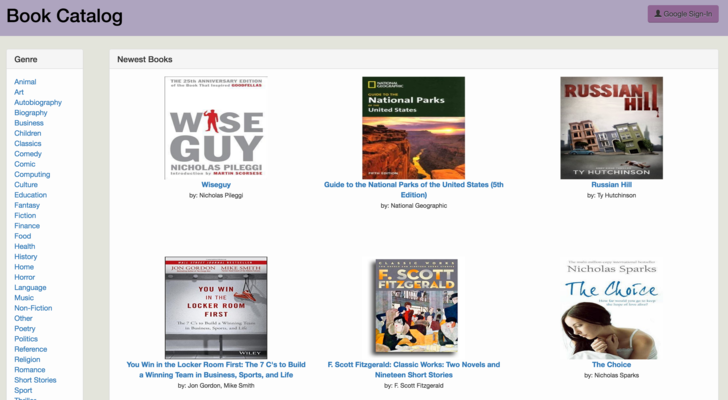 Book Catalog
Google Sign-In
Genre
Animal
Art
Autobiography
Biography
Business
Children
Classics
Comedy
Comic
Computing
Culture
Education
Fantasy
Fiction
Finance
Food
Health
History
Home
Horror
Language
Music
Non-Fiction
Other
Poetry
Politics
Reference
Religion
Romance
Short Stories
Sport
Newest Books
THE 25TH ANNIVERSARY EDITION
of the Book That Inspired GOODFELLAS
WISE
GUY
NICHOLAS PILEGGI
Introduction by MARTIN SCORSESE
Wiseguy
by: Nicholas Pileggi
NATIONAL
GEOGRAPHIC
GUIDE TO THE
National Parks
OF THE
United States
FIFTH EDITION
Guide to the National Parks of the United States (5th
Edition)
by: National Geographic
RUSSIAN
HILL
TY HUTCHINSON
Russian Hill
by: Ty Hutchinson
WALL STREET JOURNAL BESTSELLER
JON GORDON MIKE SMITH
YOU WIN
IN THE
LOCKER ROOM
FIRST
THE 7 C'S TO BUILD
A WINNING TEAM
IN BUSINESS, SPORTS, AND LIFE
WILEY
You Win in the Locker Room First: The 7 C's to Build
a Winning Team in Business, Sports, and Life
by: Jon Gordon, Mike Smith
CLASSIC WORKS
F. SCOTT
FITZGERALD
F. Scott Fitzgerald: Classic Works: Two Novels and
Nineteen Short Stories
by: F. Scott Fitzgerald
Nicholas Sparks
The Choice
The Choice
by: Nicholas Sparks